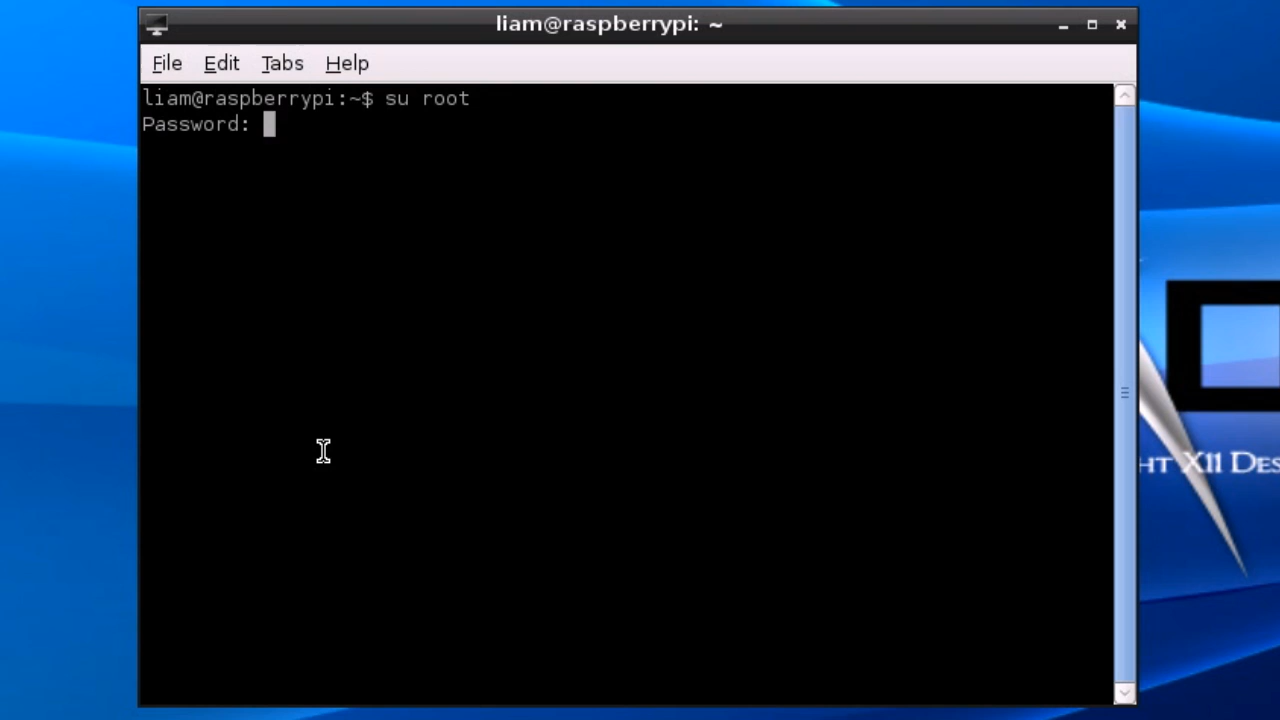 liam@raspberrypi: ~
File Edit Tabs Help
liam@raspberrypi:~$ su root
Password:
HT X11 DES